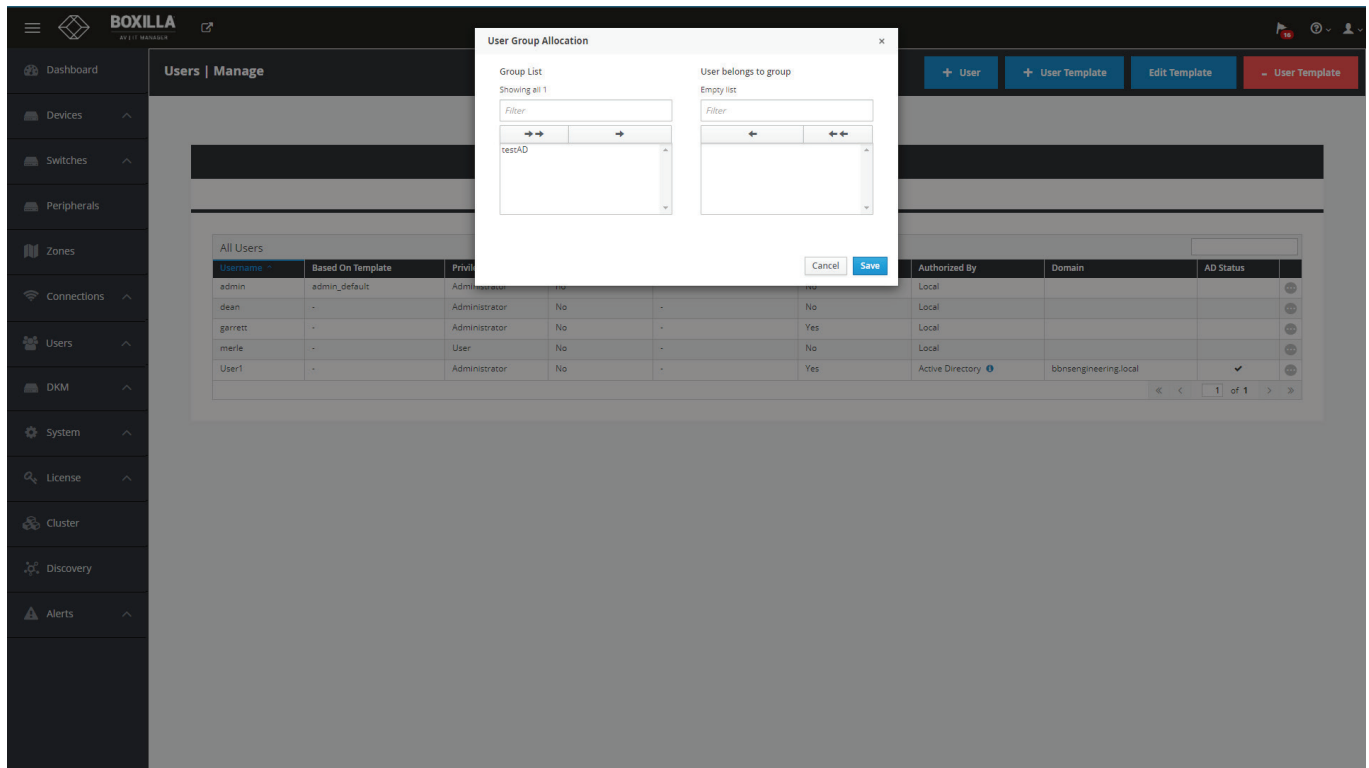 BOXILLA
AV | IT MANAGER
16
Dashboard
Devices
Switches
Peripherals
Zones
Connections
Users
DKM
System
License
Cluster
Discovery
Alerts
Users | Manage
+ User
+ User Template
Edit Template
- User Template
User Group Allocation
×
Group List
User belongs to group
Showing all 1
Empty list
Filter
Filter
testAD
Cancel
Save
All Users
Username Based On Template Authorized By Domain AD Status
admin admin_default Administrator No No Local
dean - Administrator No - No Local
garrett - Administrator No - Yes Local
merle - User No - No Local
User1 - Administrator No - Yes Active Directory bbnsengineering.local
1 of 1